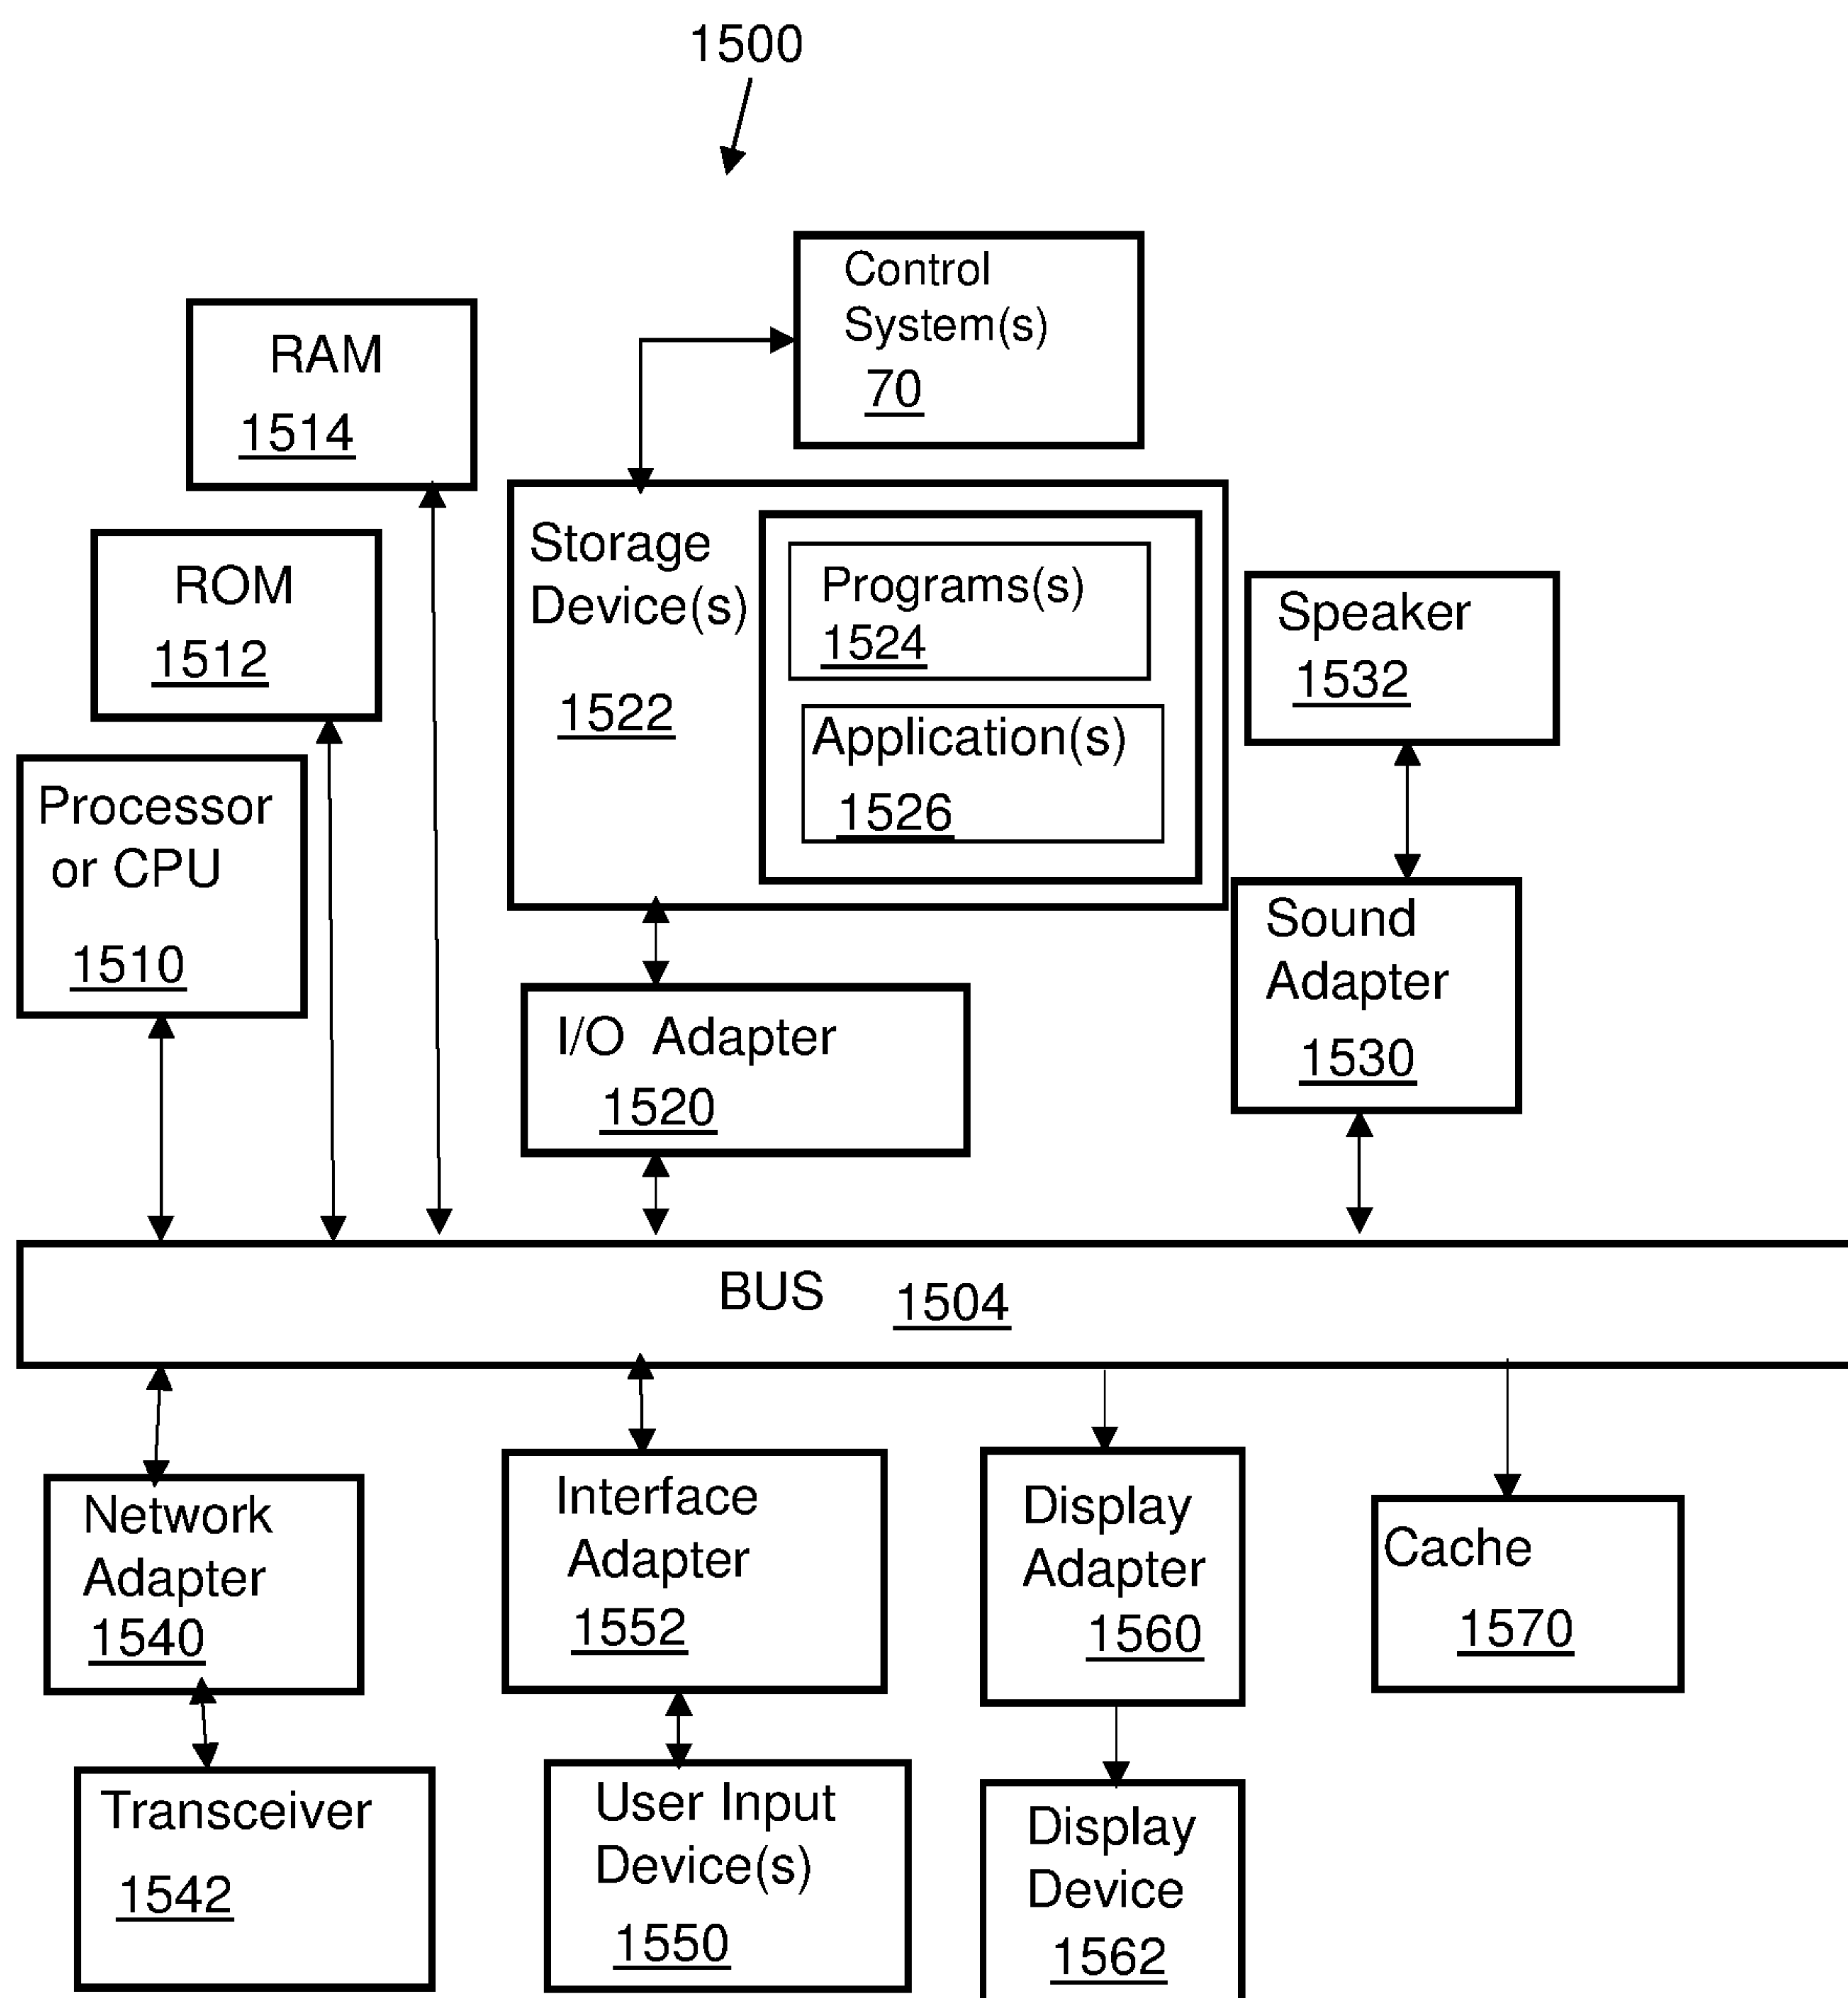 1500
Control
System(s)
70
RAM
1514
ROM
1512
Processor
or CPU
1510
Storage
Device(s)
1522
Programs(s)
1524
Application(s)
1526
Speaker
1532
Sound
Adapter
1530
I/O Adapter
1520
BUS 1504
Network
Adapter
1540
Interface
Adapter
1552
Display
Adapter
1560
Cache
1570
Transceiver
1542
User Input
Device(s)
1550
Display
Device
1562